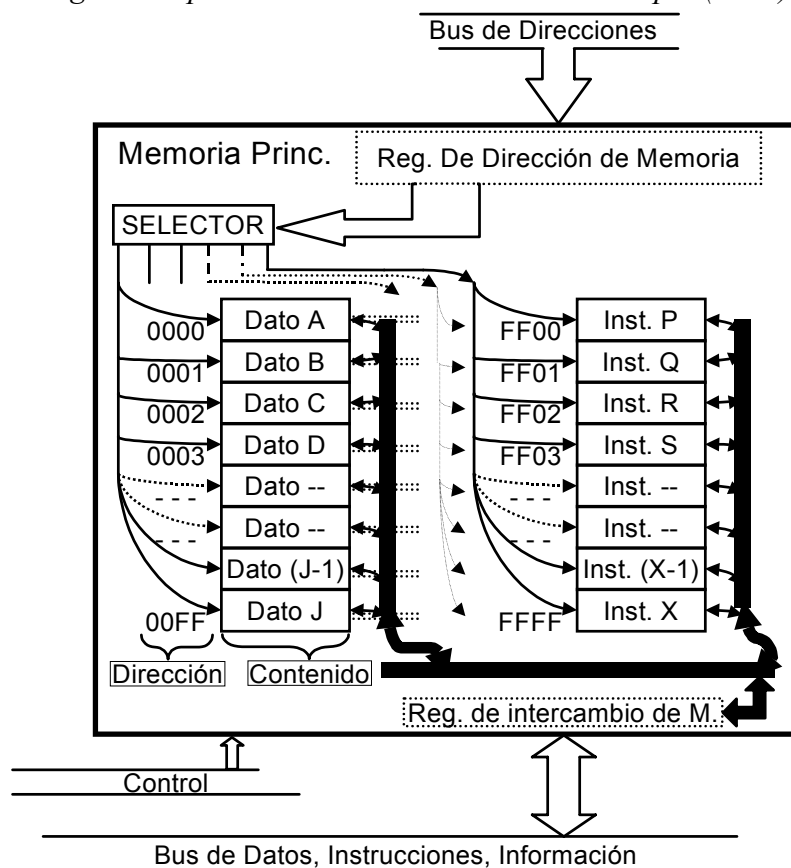 Bus de Direcciones
Memoria Princ.
Reg. De Dirección de Memoria
SELECTOR
0000 Dato A
FF00 Inst. P
0001 Dato B
FF01 Inst. Q
0002 Dato C
FF02 Inst. R
0003 Dato D
FF03 Inst. S
- - - Dato --
- - - Inst. --
- - - Dato --
- - - Inst. --
Dato (J-1)
Inst. (X-1)
00FF Dato J
FFFF Inst. X
Dirección
Contenido
Reg. de intercambio de M.
Control
Bus de Datos, Instrucciones, Información